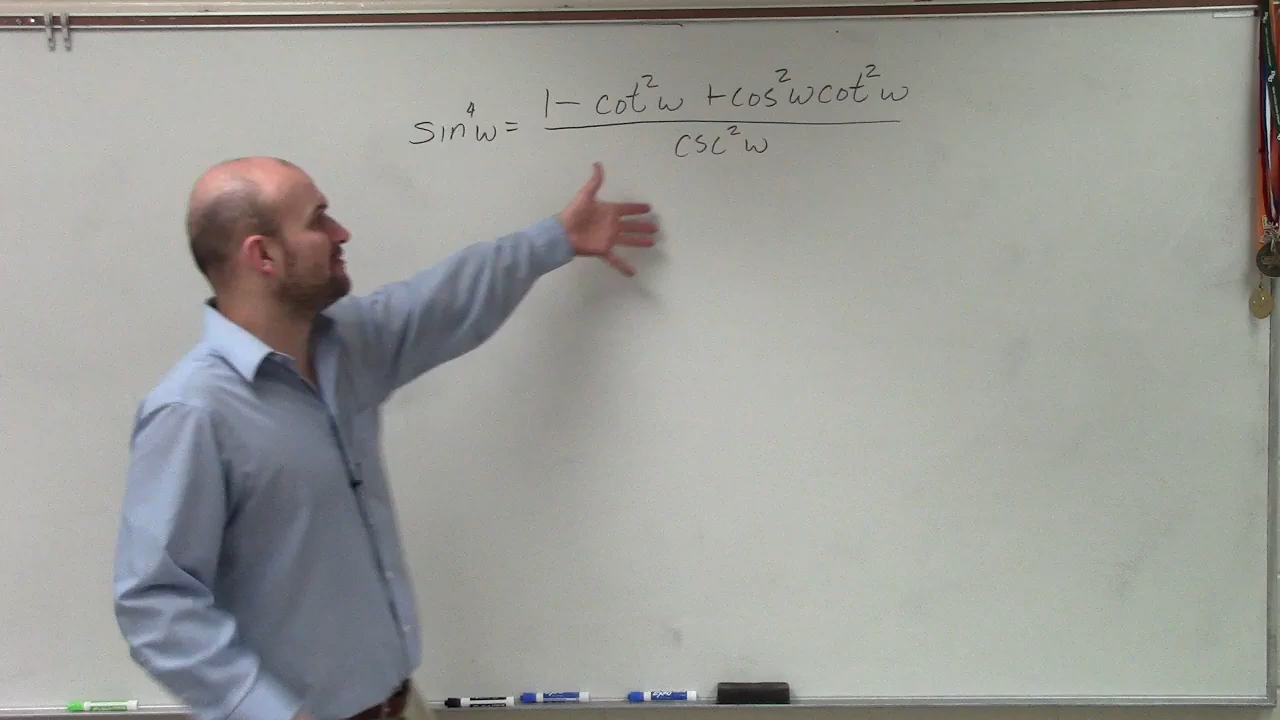 sin⁴w = (1 - cot²w + cos²w cot²w) / csc²w